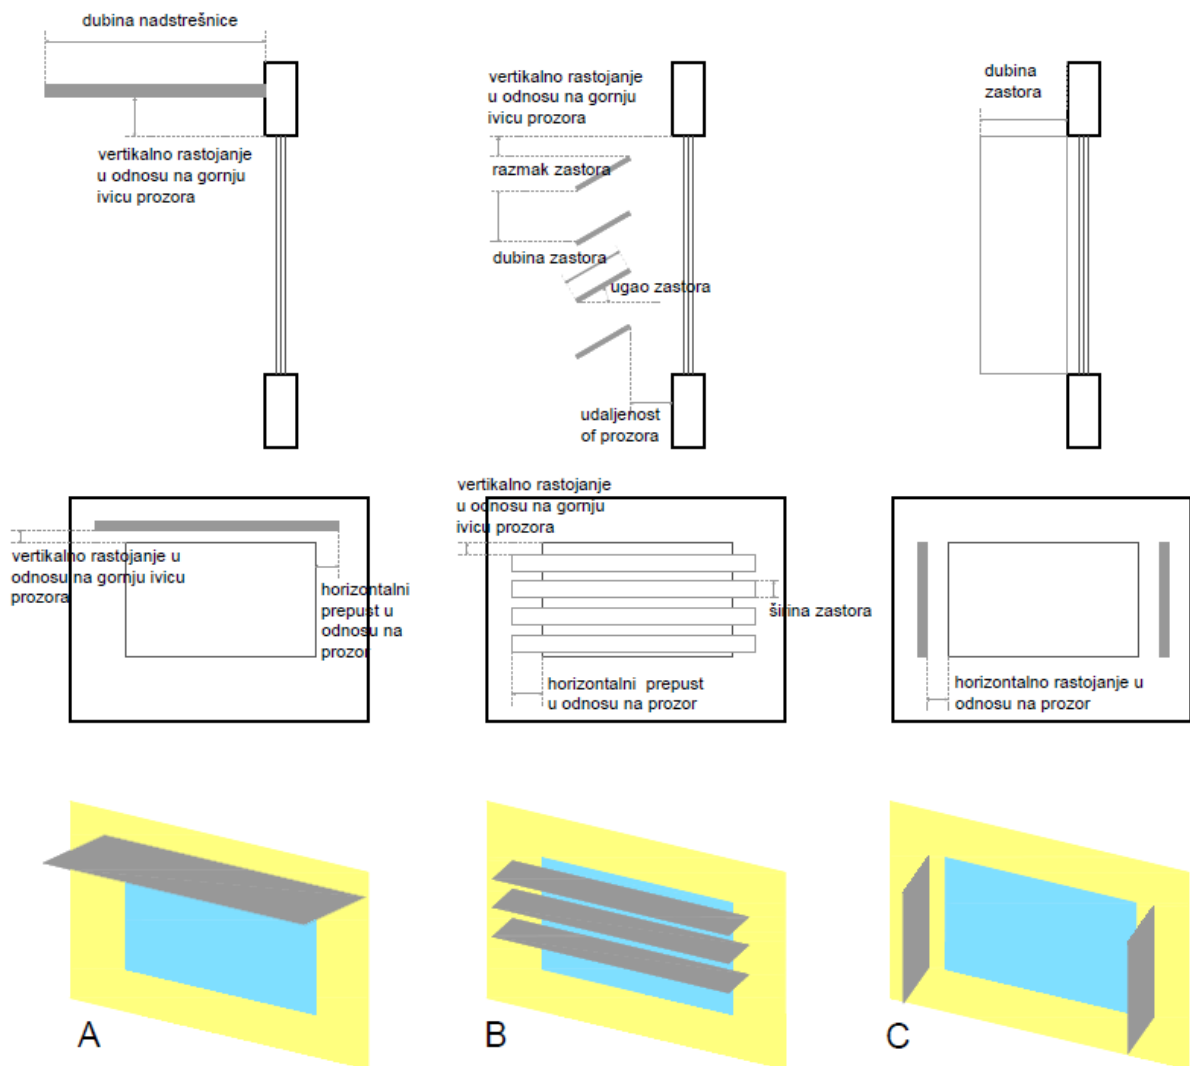 dubina nadstrešnice
vertikalno rastojanje
u odnosu na gornju
ivicu prozora
vertikalno rastojanje
u odnosu na gornju
ivicu prozora
razmak zastora
dubina zastora
ugao zastora
udaljenost
of prozora
dubina
zastora
vertikalno rastojanje u
odnosu na gornju ivicu
prozora
horizontalni
prepust u
odnosu na
prozor
vertikalno rastojanje
u odnosu na gornju
ivicu prozora
širina zastora
horizontalni prepust
u odnosu na prozor
horizontalno rastojanje u
odnosu na prozor
A
B
C